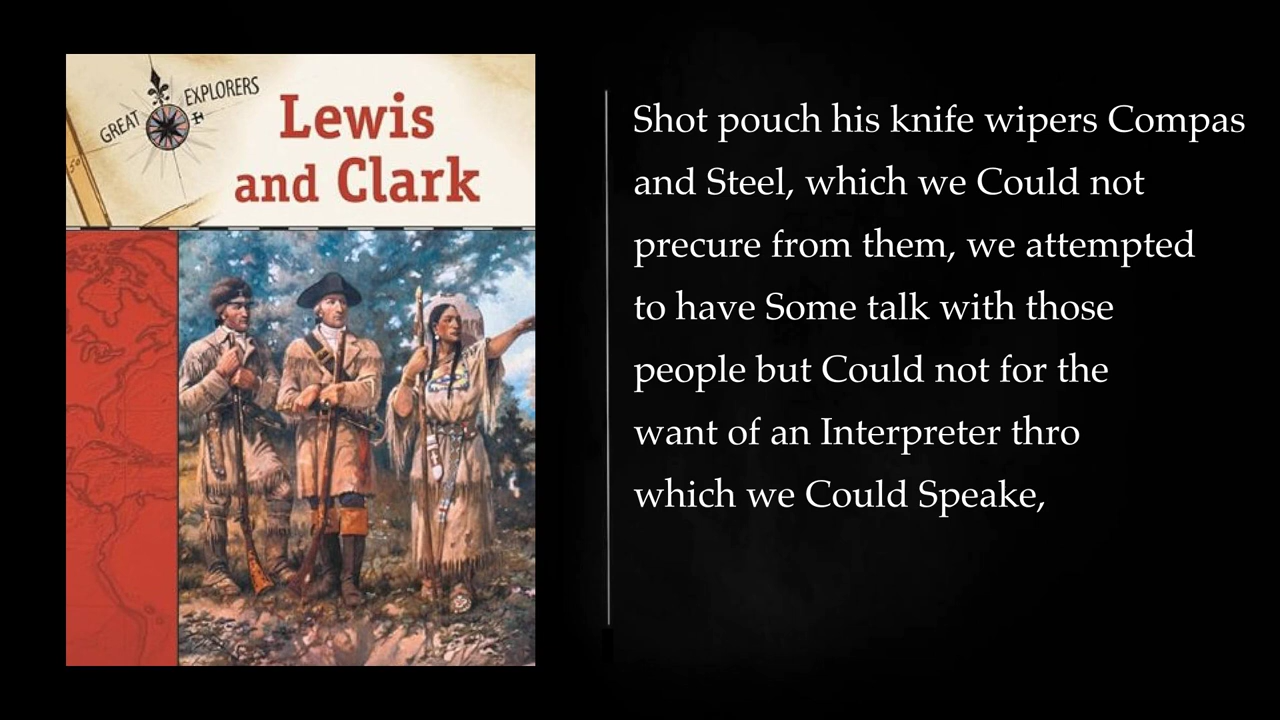 GREAT EXPLORERS
Lewis
and Clark
50
Shot pouch his knife wipers Compas
and Steel, which we Could not
precure from them, we attempted
to have Some talk with those
people but Could not for the
want of an Interpreter thro
which we Could Speake,